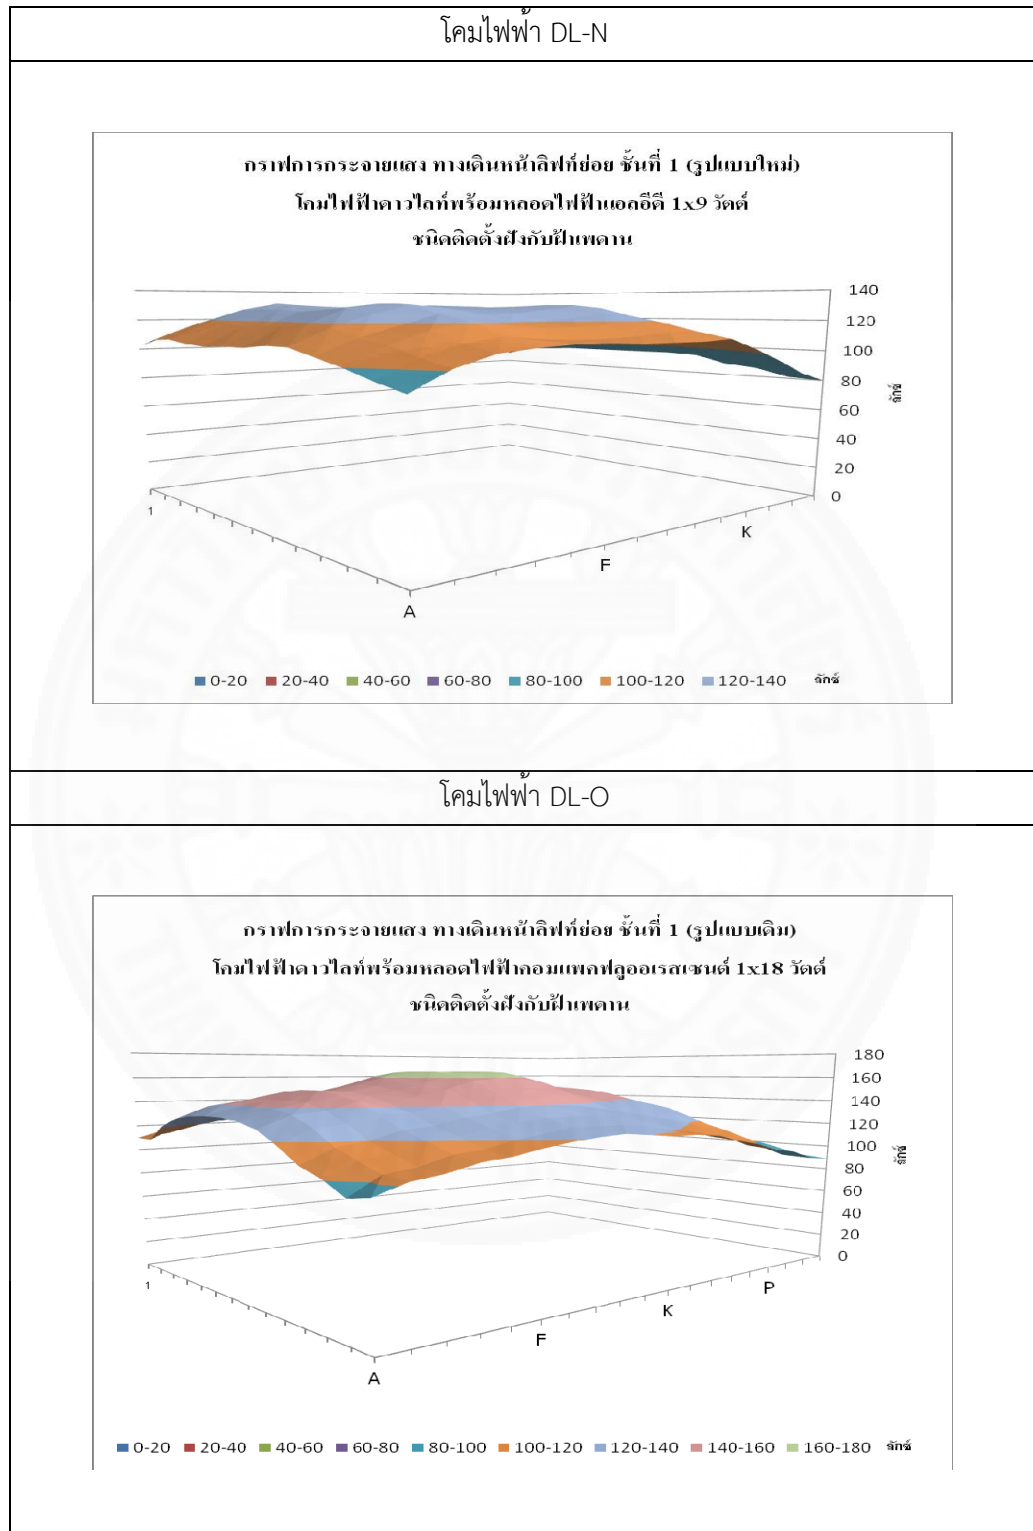 โคมไฟฟ้า DL-N
กราฟการกระจายแสง ทางเดินหน้าลิฟท์ย่อย ชั้นที่ 1 (รูปแบบใหม่)
โคมไฟฟ้าดาวไลท์พร้อมหลอดไฟฟ้าแอลอีดี 1x9 วัตต์
ชนิดติดตั้งฝังกับฝ้าเพดาน
140
120
100
80
60
40
20
0
ลักซ์
1
A
F
K
0-20 20-40 40-60 60-80 80-100 100-120 120-140 ลักซ์
โคมไฟฟ้า DL-O
กราฟการกระจายแสง ทางเดินหน้าลิฟท์ย่อย ชั้นที่ 1 (รูปแบบเดิม)
โคมไฟฟ้าดาวไลท์พร้อมหลอดไฟฟ้าคอมแพคฟลูออเรสเซนต์ 1x18 วัตต์
ชนิดติดตั้งฝังกับฝ้าเพดาน
180
160
140
120
100
80
60
40
20
0
ลักซ์
1
A
F
K
P
0-20 20-40 40-60 60-80 80-100 100-120 120-140 140-160 160-180 ลักซ์